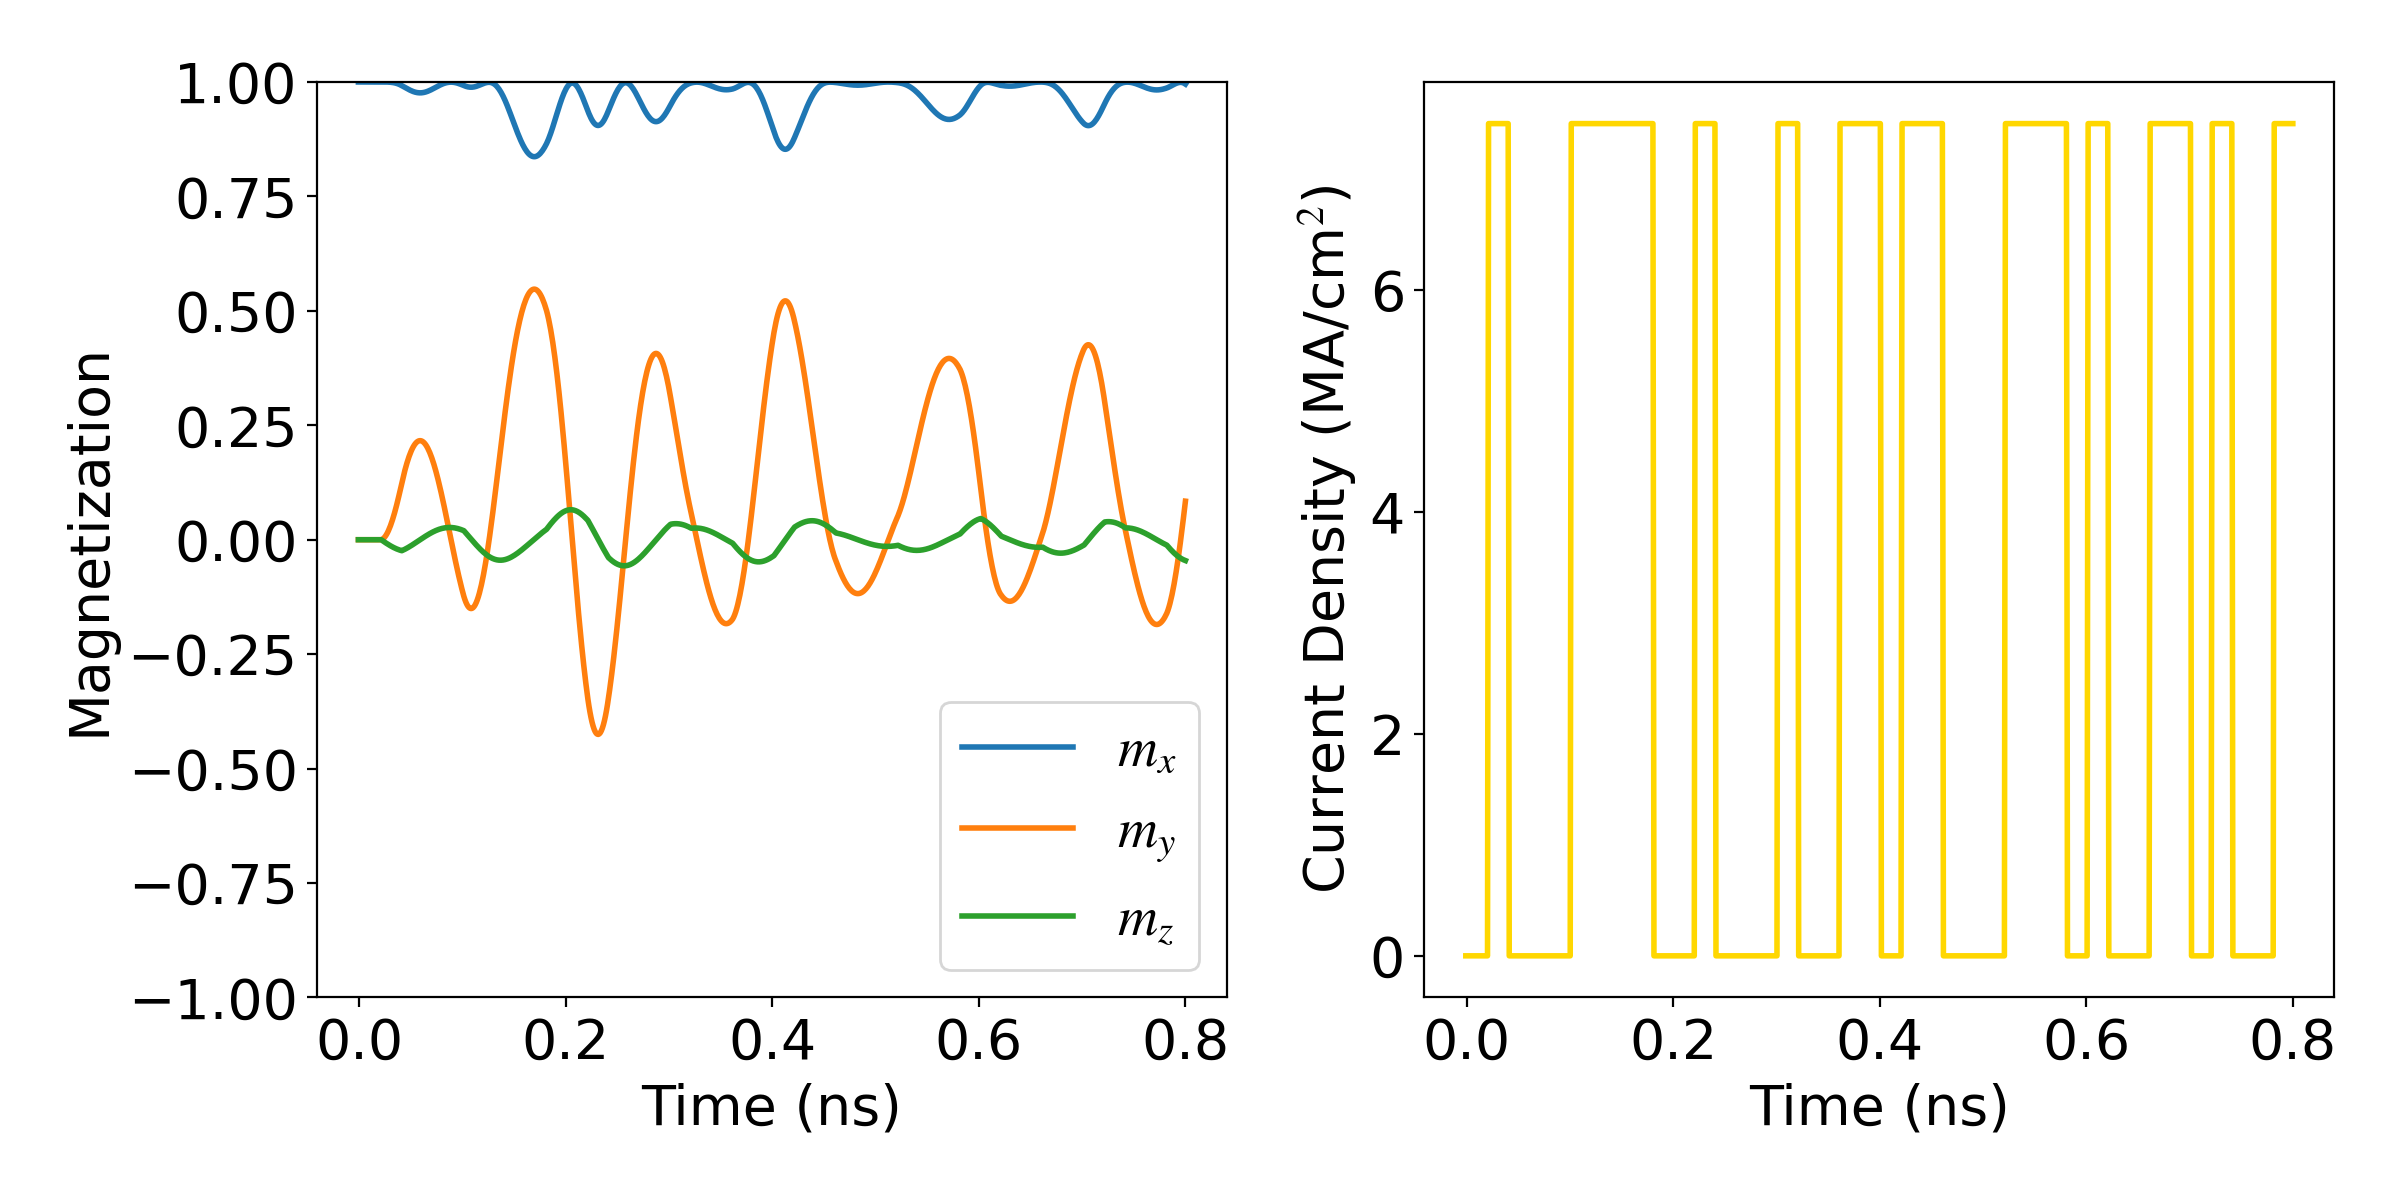 Magnetization
1.00
0.75
0.50
0.25
0.00
−0.25
−0.50
−0.75
−1.00
0.0 0.2 0.4 0.6 0.8
Time (ns)
m_x
m_y
m_z
Current Density (MA/cm²)
6
4
2
0
0.0 0.2 0.4 0.6 0.8
Time (ns)